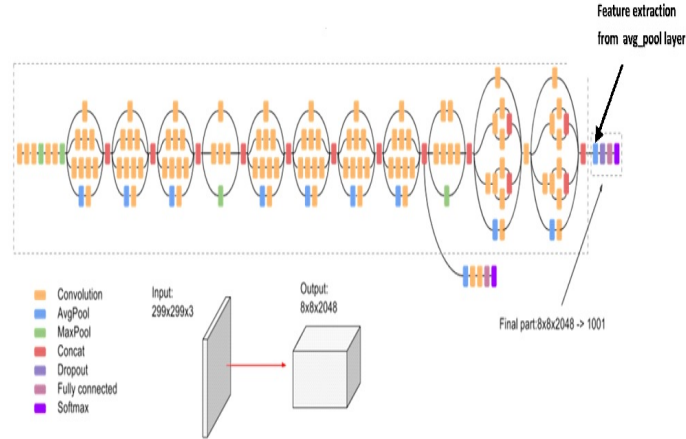 Feature extraction
from avg_pool layer
Convolution
AvgPool
MaxPool
Concat
Dropout
Fully connected
Softmax
Input:
299x299x3
Output:
8x8x2048
Final part:8x8x2048 -> 1001